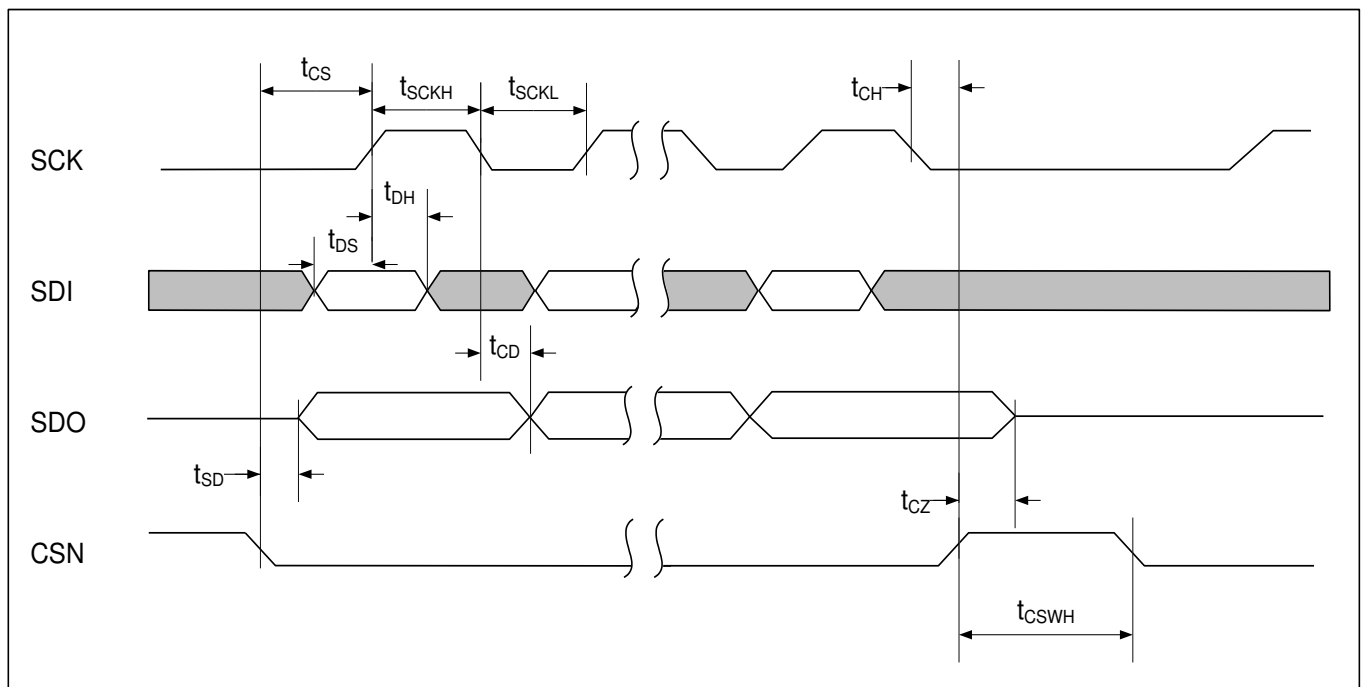 tCS
tSCKH
tSCKL
tCH
SCK
tDH
tDS
SDI
tCD
SDO
tSD
tCZ
CSN
tCSWH